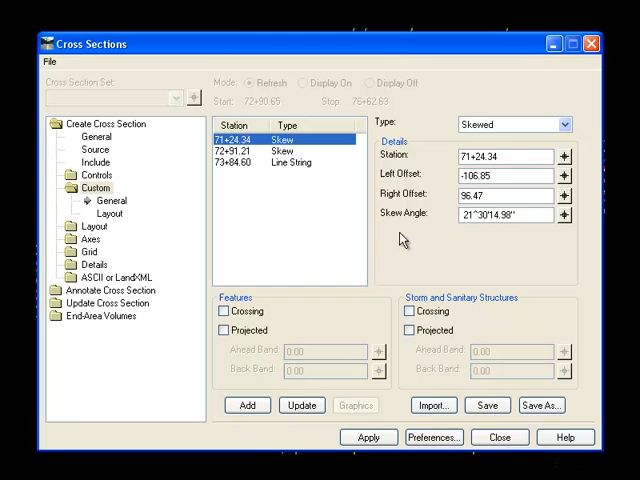 Cross Sections
File
Cross Section Set:
Mode: Refresh Display On Display Off
Start: 72+90.65 Stop: 76+62.63
Create Cross Section
General
Source
Include
Controls
Custom
General
Layout
Layout
Axes
Grid
Details
ASCII or LandXML
Annotate Cross Section
Update Cross Section
End-Area Volumes
Station Type
71+24.34 Skew
72+91.21 Skew
73+84.60 Line String
Type: Skewed
Details
Station: 71+24.34
Left Offset: -106.85
Right Offset: 96.47
Skew Angle: 21^30'14.98"
Features
Crossing
Projected
Ahead Band: 0.00
Back Band: 0.00
Storm and Sanitary Structures
Crossing
Projected
Ahead Band: 0.00
Back Band: 0.00
Add Update Graphics Import... Save Save As...
Apply Preferences... Close Help